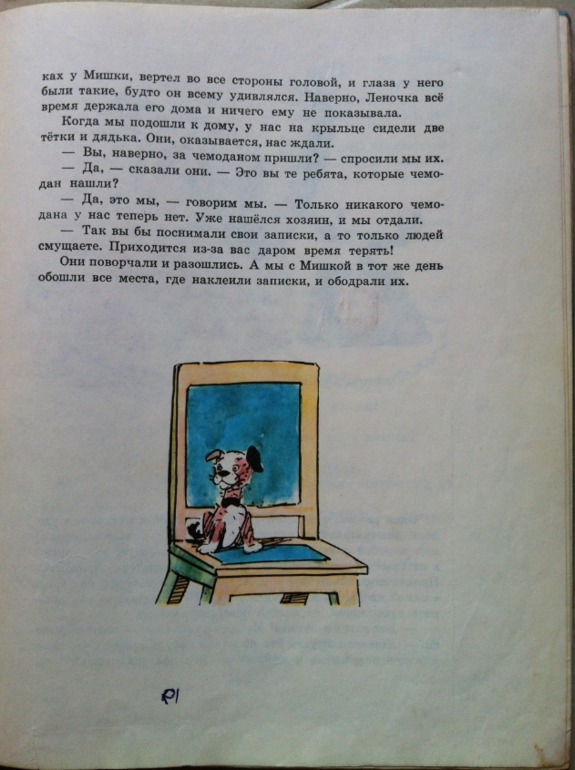 ках у Мишки, вертел во все стороны головой, и глаза у него
были такие, будто он всему удивлялся. Наверно, Леночка всё
время держала его дома и ничего ему не показывала.
Когда мы подошли к дому, у нас на крыльце сидели две
тётки и дядька. Они, оказывается, нас ждали.
— Вы, наверно, за чемоданом пришли? — спросили мы их.
— Да, — сказали они. — Это вы те ребята, которые чемо-
дан нашли?
— Да, это мы, — говорим мы. — Только никакого чемо-
дана у нас теперь нет. Уже нашёлся хозяин, и мы отдали.
— Так вы бы поснимали свои записки, а то только людей
смущаете. Приходится из-за вас даром время терять!
Они поворчали и разошлись. А мы с Мишкой в тот же день
обошли все места, где наклеили записки, и ободрали их.